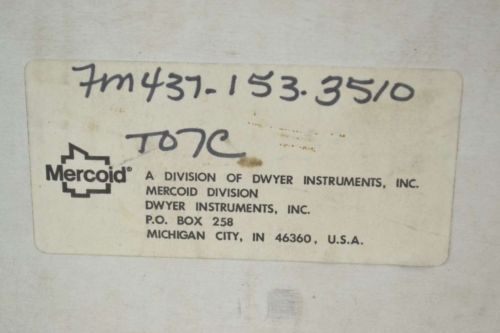 7M437-153-3510
T07C
Mercoid®
A DIVISION OF DWYER INSTRUMENTS, INC.
MERCOID DIVISION
DWYER INSTRUMENTS, INC.
P.O. BOX 258
MICHIGAN CITY, IN 46360, U.S.A.